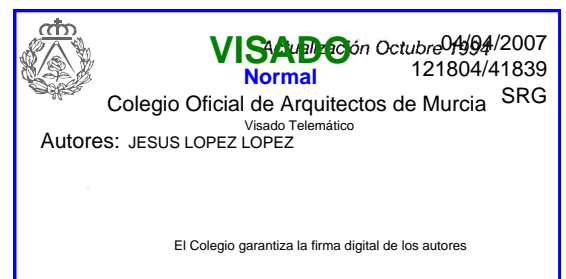 VISADO
Actualización Octubre 1994
04/04/2007
Normal
121804/41839
Colegio Oficial de Arquitectos de Murcia
SRG
Visado Telemático
Autores: JESUS LOPEZ LOPEZ
El Colegio garantiza la firma digital de los autores